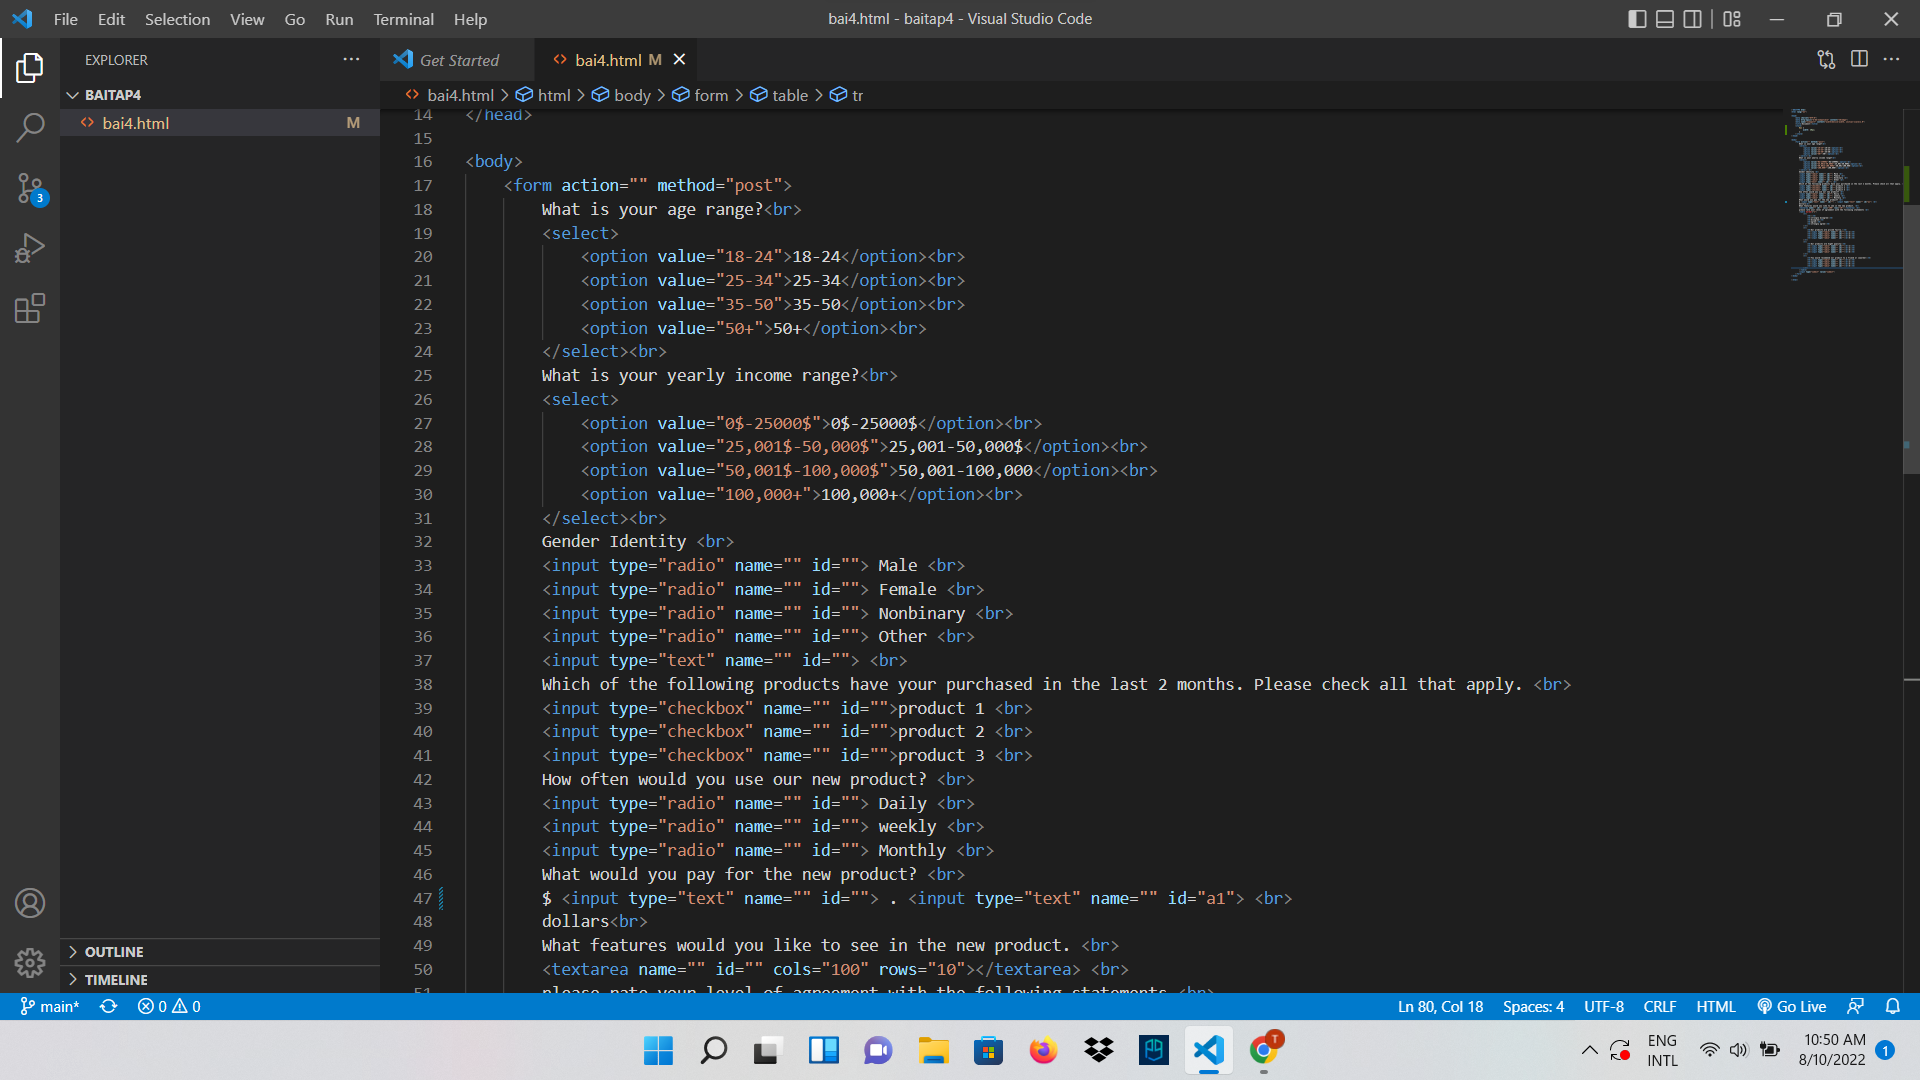 File Edit Selection View Go Run Terminal Help
bai4.html - baitap4 - Visual Studio Code
EXPLORER
BAITAP4
bai4.html M
3
OUTLINE
TIMELINE
Get Started
bai4.html M
bai4.html > html > body > form > table > tr
14 </head>
15
16 <body>
17 <form action="" method="post">
18 What is your age range?<br>
19 <select>
20 <option value="18-24">18-24</option><br>
21 <option value="25-34">25-34</option><br>
22 <option value="35-50">35-50</option><br>
23 <option value="50+">50+</option><br>
24 </select><br>
25 What is your yearly income range?<br>
26 <select>
27 <option value="0$-25000$">0$-25000$</option><br>
28 <option value="25,001$-50,000$">25,001-50,000$</option><br>
29 <option value="50,001$-100,000$">50,001-100,000</option><br>
30 <option value="100,000+">100,000+</option><br>
31 </select><br>
32 Gender Identity <br>
33 <input type="radio" name="" id=""> Male <br>
34 <input type="radio" name="" id=""> Female <br>
35 <input type="radio" name="" id=""> Nonbinary <br>
36 <input type="radio" name="" id=""> Other <br>
37 <input type="text" name="" id=""> <br>
38 Which of the following products have your purchased in the last 2 months. Please check all that apply. <br>
39 <input type="checkbox" name="" id="">product 1 <br>
40 <input type="checkbox" name="" id="">product 2 <br>
41 <input type="checkbox" name="" id="">product 3 <br>
42 How often would you use our new product? <br>
43 <input type="radio" name="" id=""> Daily <br>
44 <input type="radio" name="" id=""> weekly <br>
45 <input type="radio" name="" id=""> Monthly <br>
46 What would you pay for the new product? <br>
47 $ <input type="text" name="" id=""> . <input type="text" name="" id="a1"> <br>
48 dollars<br>
49 What features would you like to see in the new product. <br>
50 <textarea name="" id="" cols="100" rows="10"></textarea> <br>
51 please rate your level of agreement with the following statements <br>
main* 0 0
Ln 80, Col 18 Spaces: 4 UTF-8 CRLF HTML Go Live
T
ENG
INTL
10:50 AM
8/10/2022
1